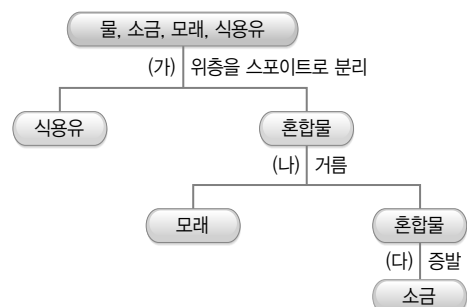 물, 소금, 모래, 식용유
(가) 위층을 스포이트로 분리
식용유 혼합물
(나) 거름
모래 혼합물
(다) 증발
소금